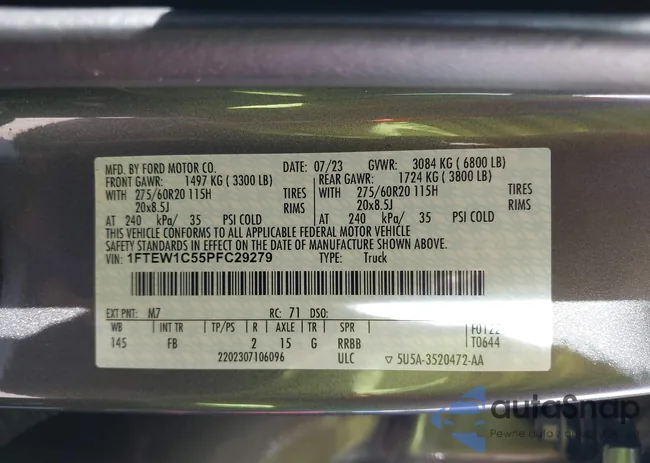 MFD. BY FORD MOTOR CO. DATE: 07/23 GVWR: 3084 KG ( 6800 LB)
FRONT GAWR: 1497 KG ( 3300 LB) REAR GAWR: 1724 KG ( 3800 LB)
WITH 275/60R20 115H TIRES WITH 275/60R20 115H TIRES
20x8.5J RIMS 20x8.5J RIMS
AT 240 kPa/ 35 PSI COLD AT 240 kPa/ 35 PSI COLD
THIS VEHICLE CONFORMS TO ALL APPLICABLE FEDERAL MOTOR VEHICLE
SAFETY STANDARDS IN EFFECT ON THE DATE OF MANUFACTURE SHOWN ABOVE.
VIN: 1FTEW1C55PFC29279 TYPE: Truck
EXT PNT: M7 RC: 71 DSO:
WB INT TR TP/PS R AXLE TR SPR F0122
145 FB 2 15 G RRBB T0644
2202307106096 ULC ▽ 5U5A-3520472-AA
autaSnap
Pewne auta z